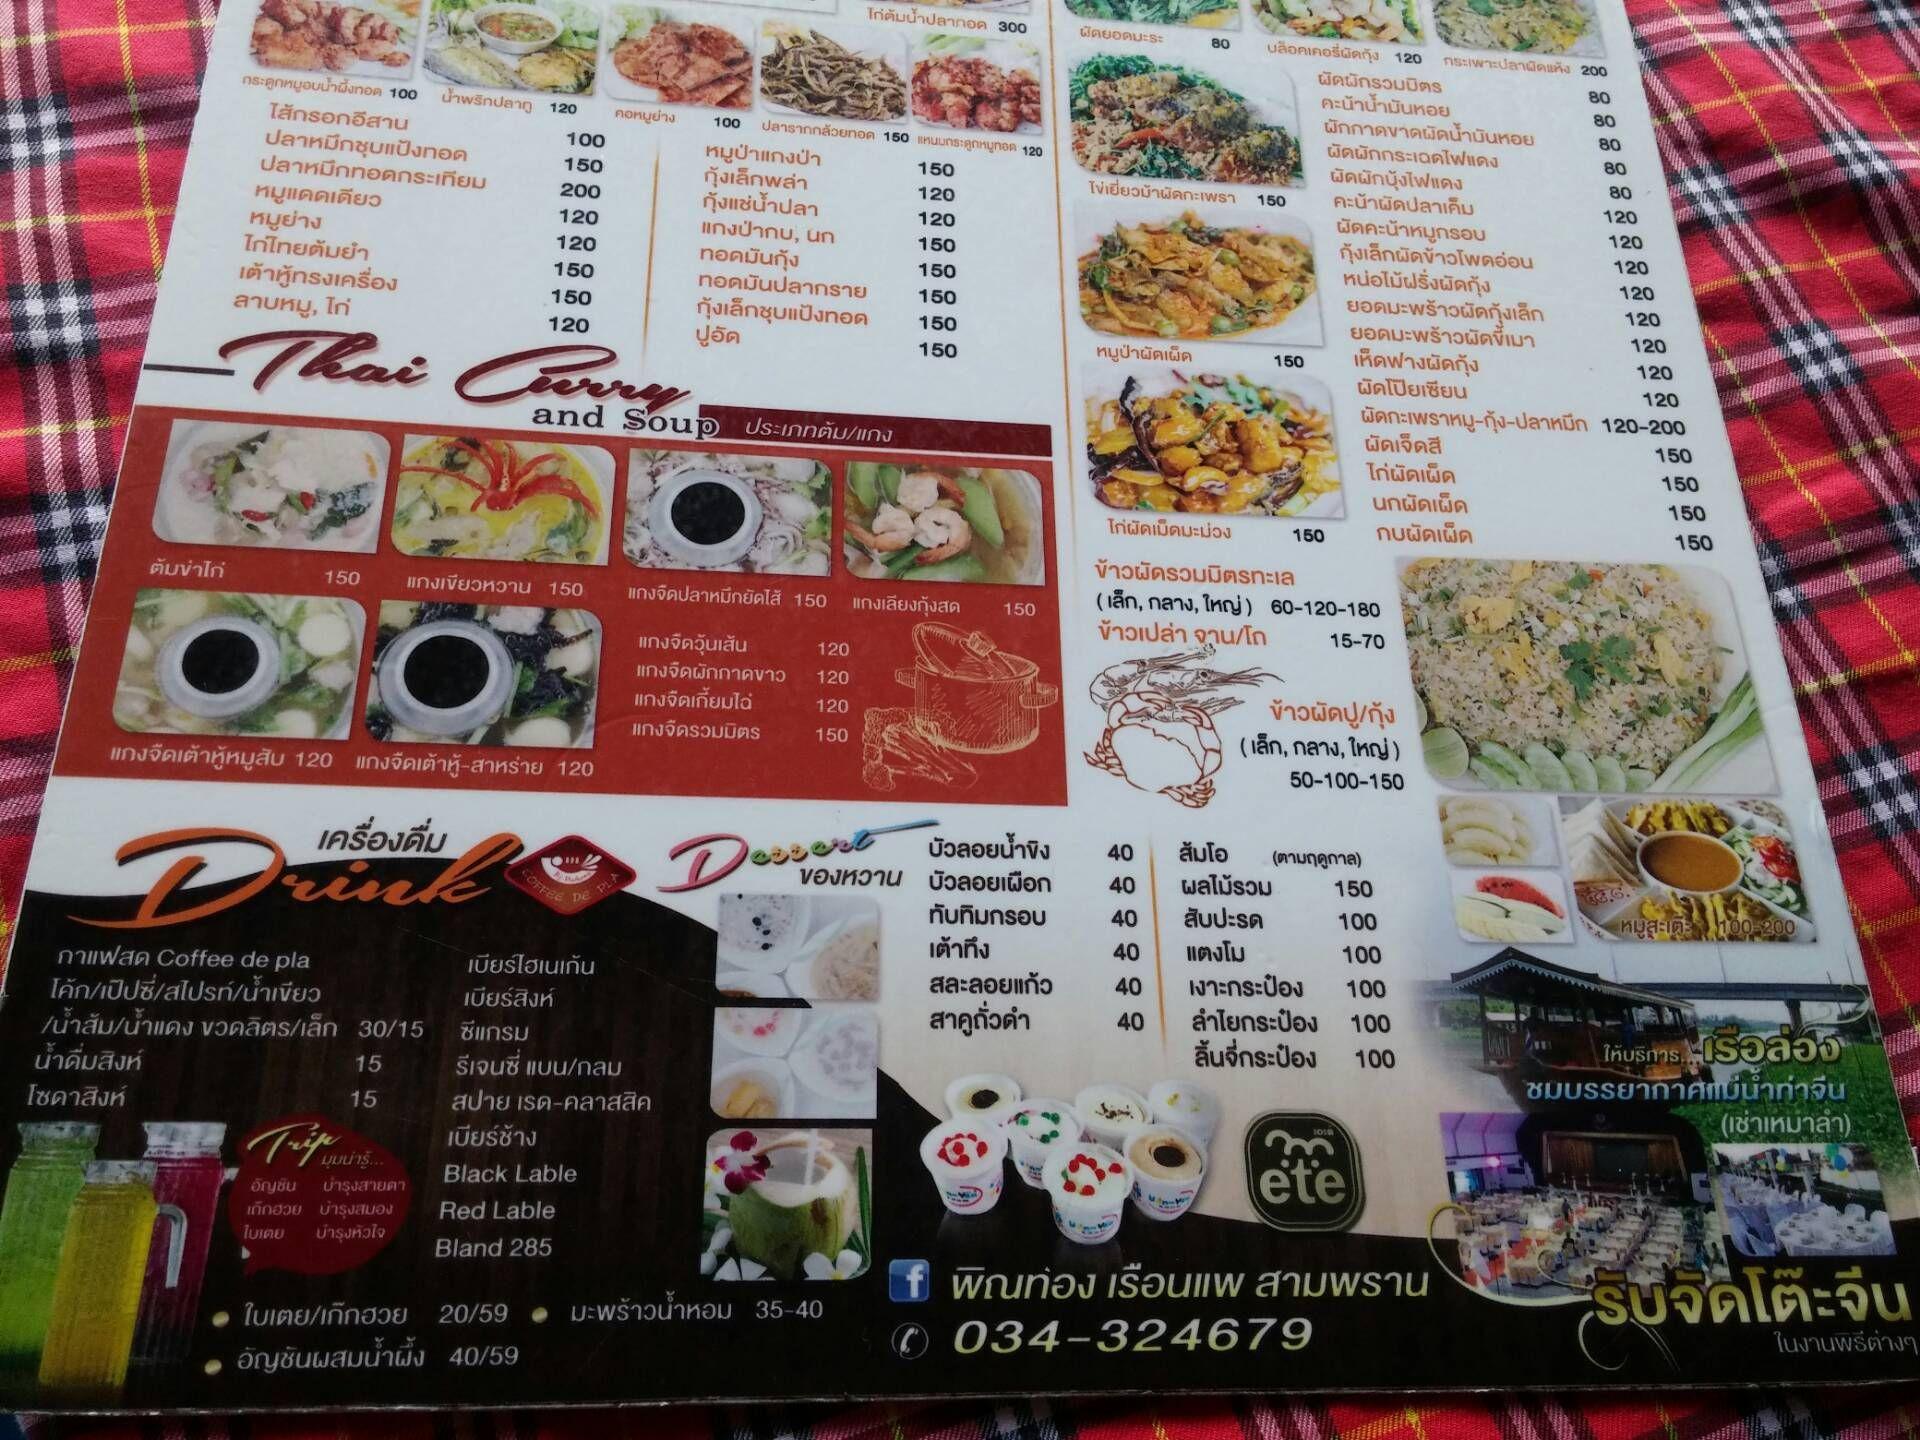 ไก่ต้มน้ำปลากอด 300
กระดูกหมูอบน้ำผึ้งทอด 100
น้ำพริกปลาทู 120
คอหมูย่าง 100
ปลารากกล้วยทอด 150
แหนมกระดูกหมูทอด 120
ไส้กรอกอีสาน 100
ปลาหมึกชุบแป้งทอด 150
ปลาหมึกทอดกระเทียม 200
หมูแดดเดียว 120
หมูย่าง 120
ไก่ไทยต้มยำ 150
เต้าหู้ทรงเครื่อง 150
ลาบหมู, ไก่ 120
หมูป่าแกงป่า 150
กุ้งเล็กพล่า 120
กุ้งแช่น้ำปลา 120
แกงป่ากบ, นก 150
ทอดมันกุ้ง 150
ทอดมันปลากราย 150
กุ้งเล็กชุบแป้งทอด 150
ปูอัด 150
ผัดยอดมะระ 80
บล็อคเคอรี่ผัดกุ้ง 120
กระเพาะปลาผัดแห้ง 200
ไข่เยี่ยวม้าผัดกะเพรา 150
หมูป่าผัดเผ็ด 150
ไก่ผัดเม็ดมะม่วง 150
ผัดผักรวมมิตร 80
คะน้าน้ำมันหอย 80
ผักกาดขาดผัดน้ำมันหอย 80
ผัดผักกระเฉดไฟแดง 80
ผัดผักบุ้งไฟแดง 80
คะน้าผัดปลาเค็ม 120
ผัดคะน้าหมูกรอบ 120
กุ้งเล็กผัดข้าวโพดอ่อน 120
หน่อไม้ฝรั่งผัดกุ้ง 120
ยอดมะพร้าวผัดกุ้งเล็ก 120
ยอดมะพร้าวผัดขี้เมา 120
เห็ดฟางผัดกุ้ง 120
ผัดโป๊ยเซียน 120
ผัดกะเพราหมู-กุ้ง-ปลาหมึก 120-200
ผัดเจ็ดสี 150
ไก่ผัดเผ็ด 150
นกผัดเผ็ด 150
กบผัดเผ็ด 150
Thai Curry
and Soup ประเภทต้ม/แกง
ต้มข่าไก่ 150
แกงเขียวหวาน 150
แกงจืดปลาหมึกยัดไส้ 150
แกงเลียงกุ้งสด 150
แกงจืดเต้าหู้หมูสับ 120
แกงจืดเต้าหู้-สาหร่าย 120
แกงจืดวุ้นเส้น 120
แกงจืดผักกาดขาว 120
แกงจืดเกี้ยมไฉ่ 120
แกงจืดรวมมิตร 150
ข้าวผัดรวมมิตรทะเล
(เล็ก, กลาง, ใหญ่) 60-120-180
ข้าวเปล่า จาน/โถ 15-70
ข้าวผัดปู/กุ้ง
(เล็ก, กลาง, ใหญ่)
50-100-150
หมูสะเต๊ะ 100-200
เครื่องดื่ม
Drink
COFFEE DE PLA
กาแฟสด Coffee de pla
โค้ก/เป๊ปซี่/สไปรท์/น้ำเขียว
/น้ำส้ม/น้ำแดง ขวดลิตร/เล็ก 30/15
น้ำดื่มสิงห์ 15
โซดาสิงห์ 15
เบียร์ไฮเนเก้น
เบียร์สิงห์
ซีแกรม
รีเจนซี่ แบน/กลม
สปาย เรด-คลาสสิค
เบียร์ช้าง
Black Lable
Red Lable
Bland 285
Trip
มุมน่ารู้...
อัญชัน บำรุงสายตา
เก๊กฮวย บำรุงสมอง
ใบเตย บำรุงหัวใจ
ใบเตย/เก๊กฮวย 20/59
มะพร้าวน้ำหอม 35-40
อัญชันผสมน้ำผึ้ง 40/59
Dessert
ของหวาน
บัวลอยน้ำขิง 40
บัวลอยเผือก 40
ทับทิมกรอบ 40
เต้าทึง 40
สละลอยแก้ว 40
สาคูถั่วดำ 40
ส้มโอ (ตามฤดูกาล)
ผลไม้รวม 150
สับปะรด 100
แตงโม 100
เงาะกระป๋อง 100
ลำไยกระป๋อง 100
ลิ้นจี่กระป๋อง 100
เอเต้
ete
ให้บริการ...เรือล่อง
ชมบรรยากาศแม่น้ำท่าจีน
(เช่าเหมาลำ)
f พิณท่อง เรือนแพ สามพราน
034-324679
รับจัดโต๊ะจีน
ในงานพิธีต่างๆ